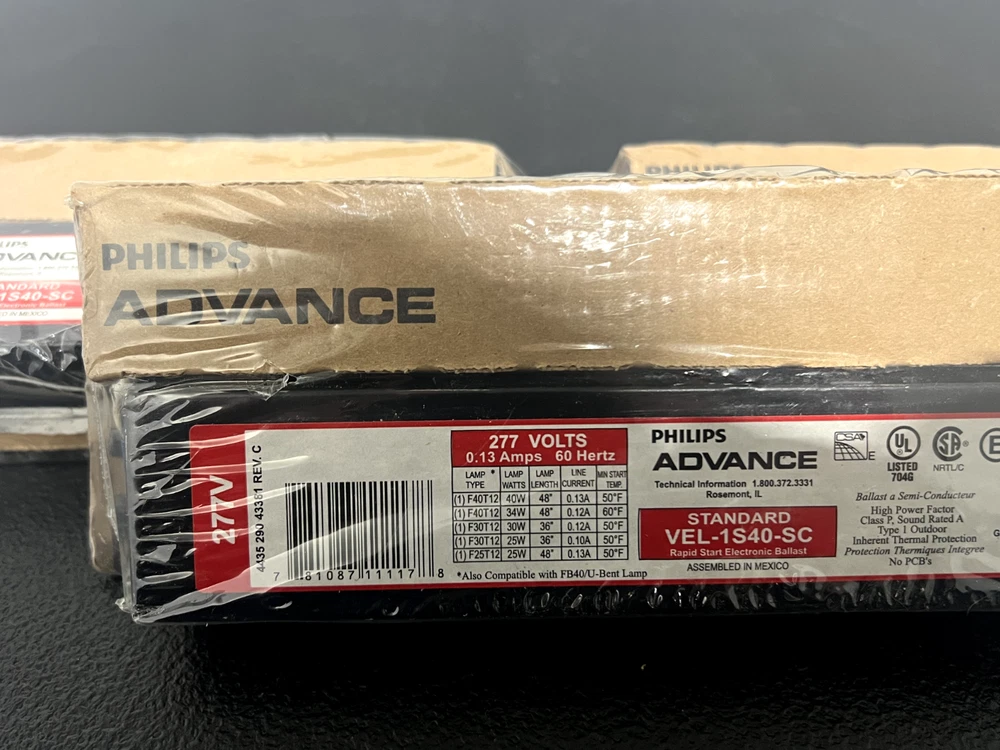 PHILIPS
PHILIPS
ADVANCE
1S40-SC
277V
4435 290 43381 REV. C
7 81087 11117 8
277 VOLTS
0.13 Amps 60 Hertz
LAMP * TYPE LAMP WATTS LAMP LENGTH LINE CURRENT MIN START TEMP.
(1) F40T12 40W 48" 0.13A 50°F
(1) F40T12 34W 48" 0.12A 60°F
(1) F30T12 30W 36" 0.12A 50°F
(1) F30T12 25W 36" 0.10A 50°F
(1) F25T12 25W 48" 0.13A 50°F
*Also Compatible with FB40/U-Bent Lamp
PHILIPS
ADVANCE
Technical Information 1.800.372.3331
Rosemont, IL
STANDARD
VEL-1S40-SC
Rapid Start Electronic Ballast
ASSEMBLED IN MEXICO
CSA
E
UL
LISTED
704G
SA
NRTL/C
Ballast a Semi-Conducteur
High Power Factor
Class P, Sound Rated A
Type 1 Outdoor
Inherent Thermal Protection
Protection Thermiques Integree
No PCB's